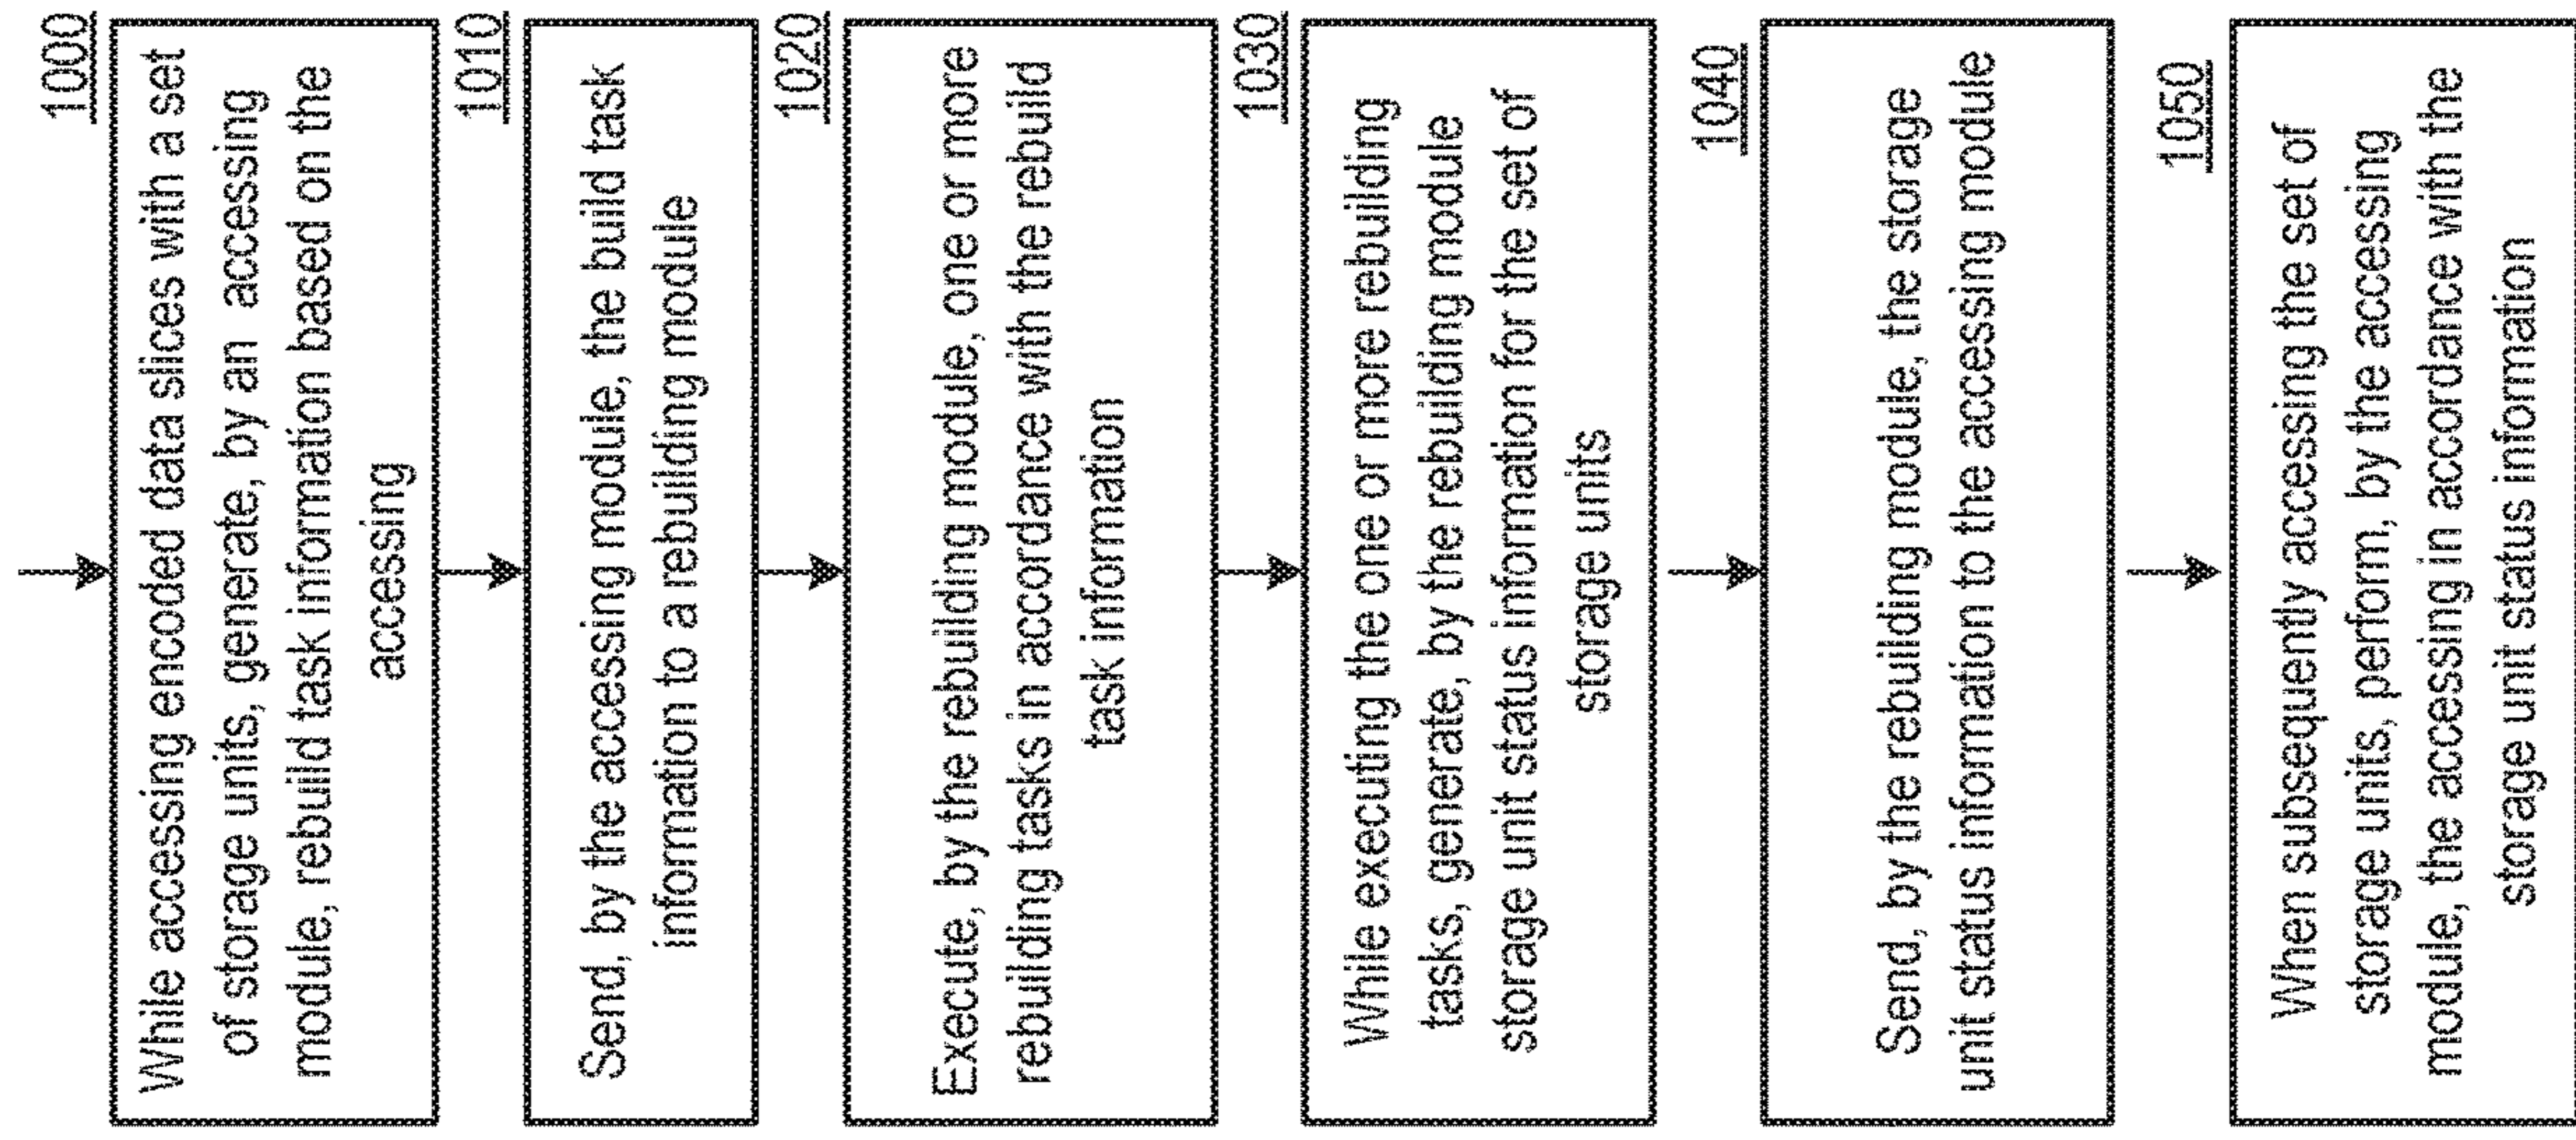 1000
While accessing encoded data slices with a set
of storage units, generate, by an accessing
module, rebuild task information based on the
accessing
1010
Send, by the accessing module, the build task
information to a rebuilding module
1020
Execute, by the rebuilding module, one or more
rebuilding tasks in accordance with the rebuild
task information
1030
While executing the one or more rebuilding
tasks, generate, by the rebuilding module
storage unit status information for the set of
storage units
1040
Send, by the rebuilding module, the storage
unit status information to the accessing module
1050
When subsequently accessing the set of
storage units, perform, by the accessing
module, the accessing in accordance with the
storage unit status information